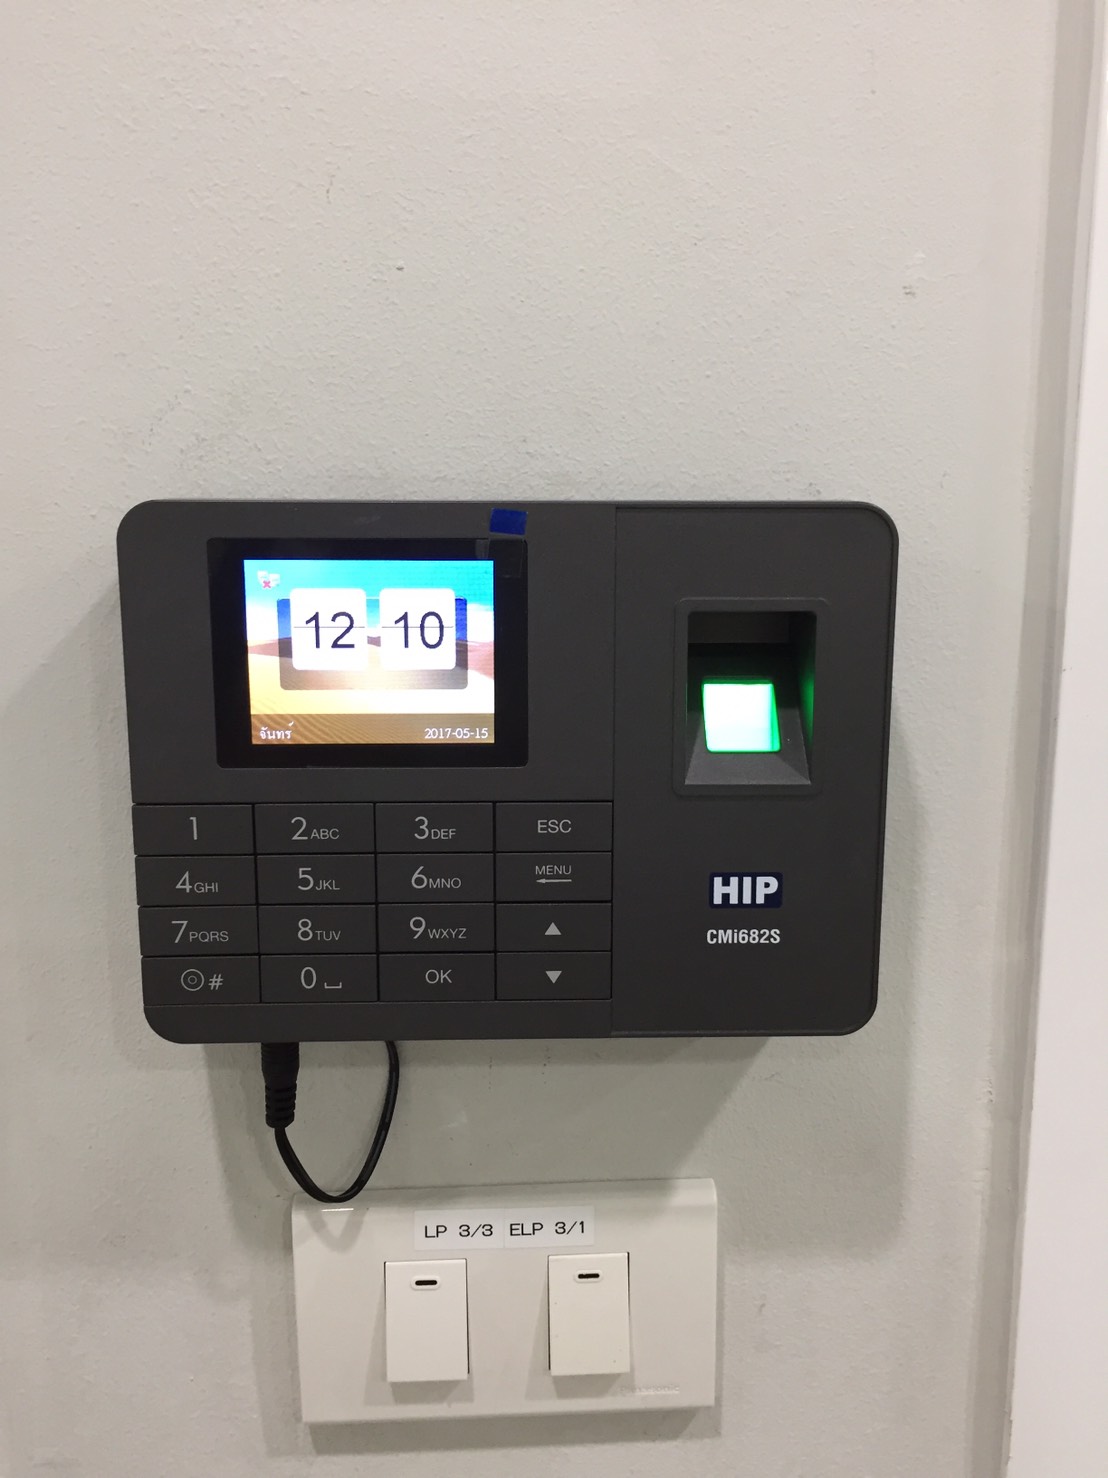 12 10
จันทร์ 2017-05-15
1 2ABC 3DEF ESC
4GHI 5JKL 6MNO MENU
7PQRS 8TUV 9WXYZ
# 0 OK
HIP
CMi682S
LP 3/3 ELP 3/1
Panasonic